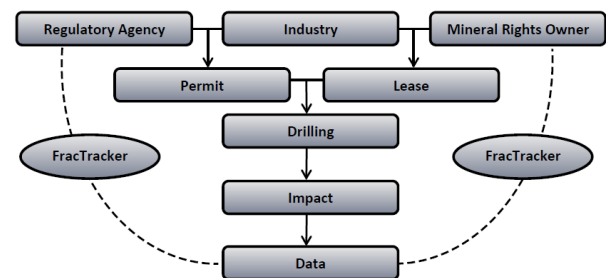 Regulatory Agency
Industry
Mineral Rights Owner
Permit
Lease
Drilling
FracTracker
FracTracker
Impact
Data